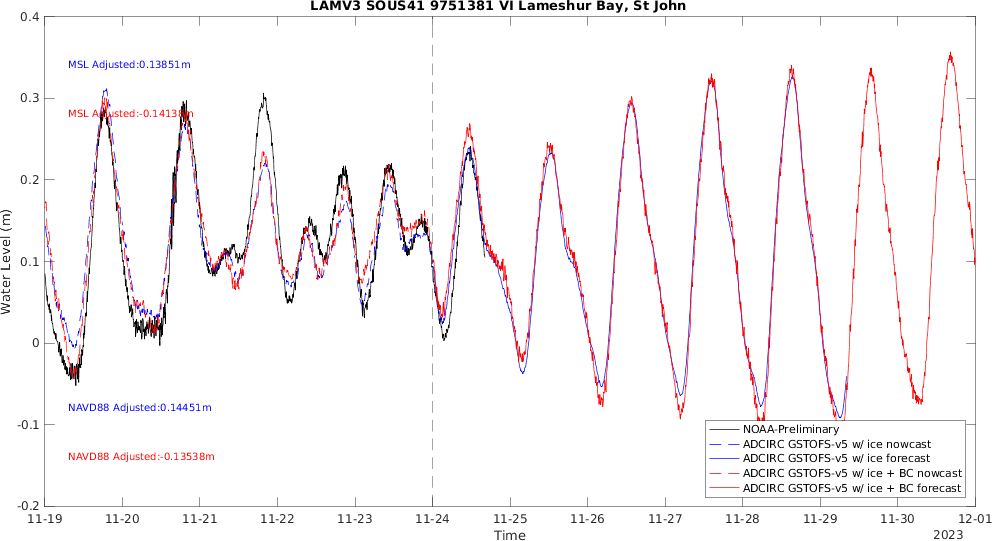 LAMV3 SOUS41 9751381 VI Lameshur Bay, St John
0.4
0.3
0.2
0.1
0
-0.1
-0.2
Water Level (m)
MSL Adjusted:0.13851m
MSL Adjusted:-0.14138m
NAVD88 Adjusted:0.14451m
NAVD88 Adjusted:-0.13538m
NOAA-Preliminary
ADCIRC GSTOFS-v5 w/ ice nowcast
ADCIRC GSTOFS-v5 w/ ice forecast
ADCIRC GSTOFS-v5 w/ ice + BC nowcast
ADCIRC GSTOFS-v5 w/ ice + BC forecast
11-19 11-20 11-21 11-22 11-23 11-24 11-25 11-26 11-27 11-28 11-29 11-30 12-01
Time
2023